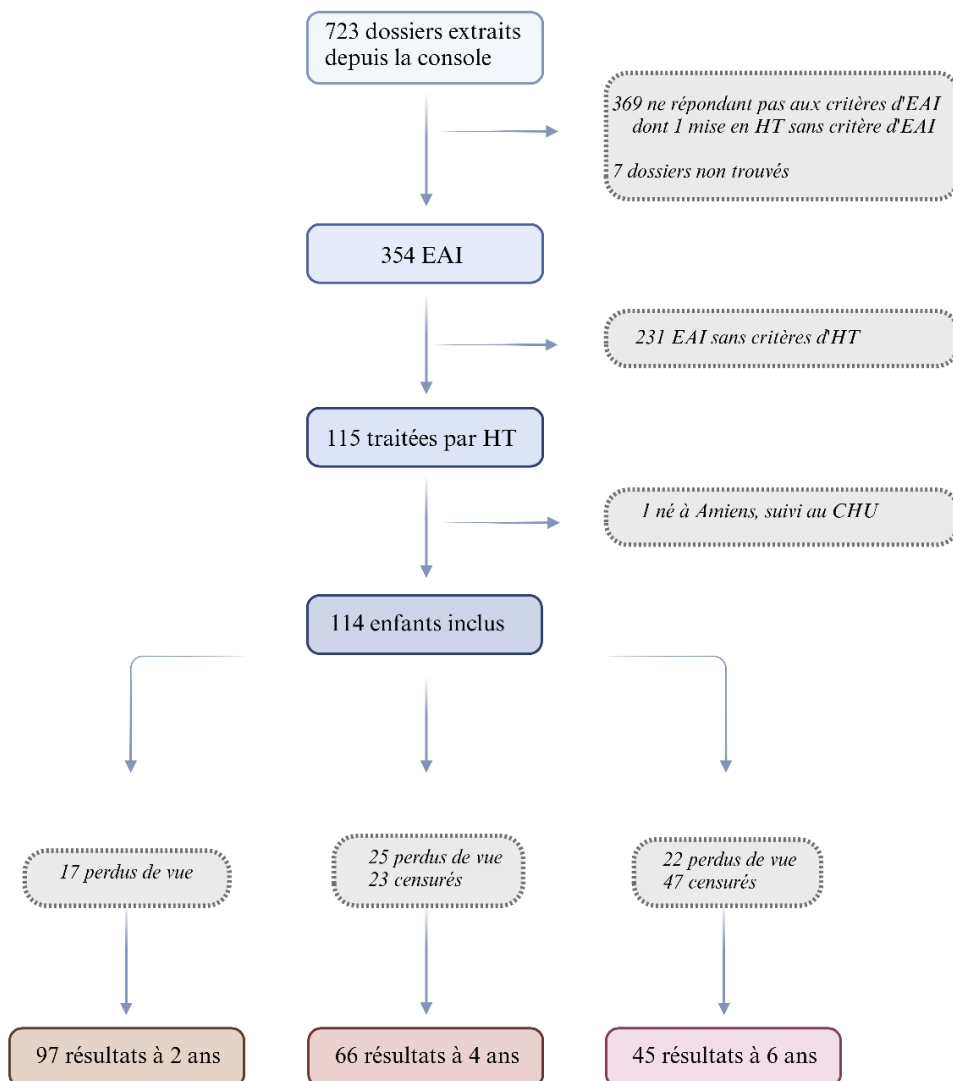 723 dossiers extraits
depuis la console
369 ne répondant pas aux critères d'EAI
dont 1 mise en HT sans critère d'EAI
7 dossiers non trouvés
354 EAI
231 EAI sans critères d'HT
115 traitées par HT
1 né à Amiens, suivi au CHU
114 enfants inclus
17 perdus de vue
25 perdus de vue
23 censurés
22 perdus de vue
47 censurés
97 résultats à 2 ans
66 résultats à 4 ans
45 résultats à 6 ans